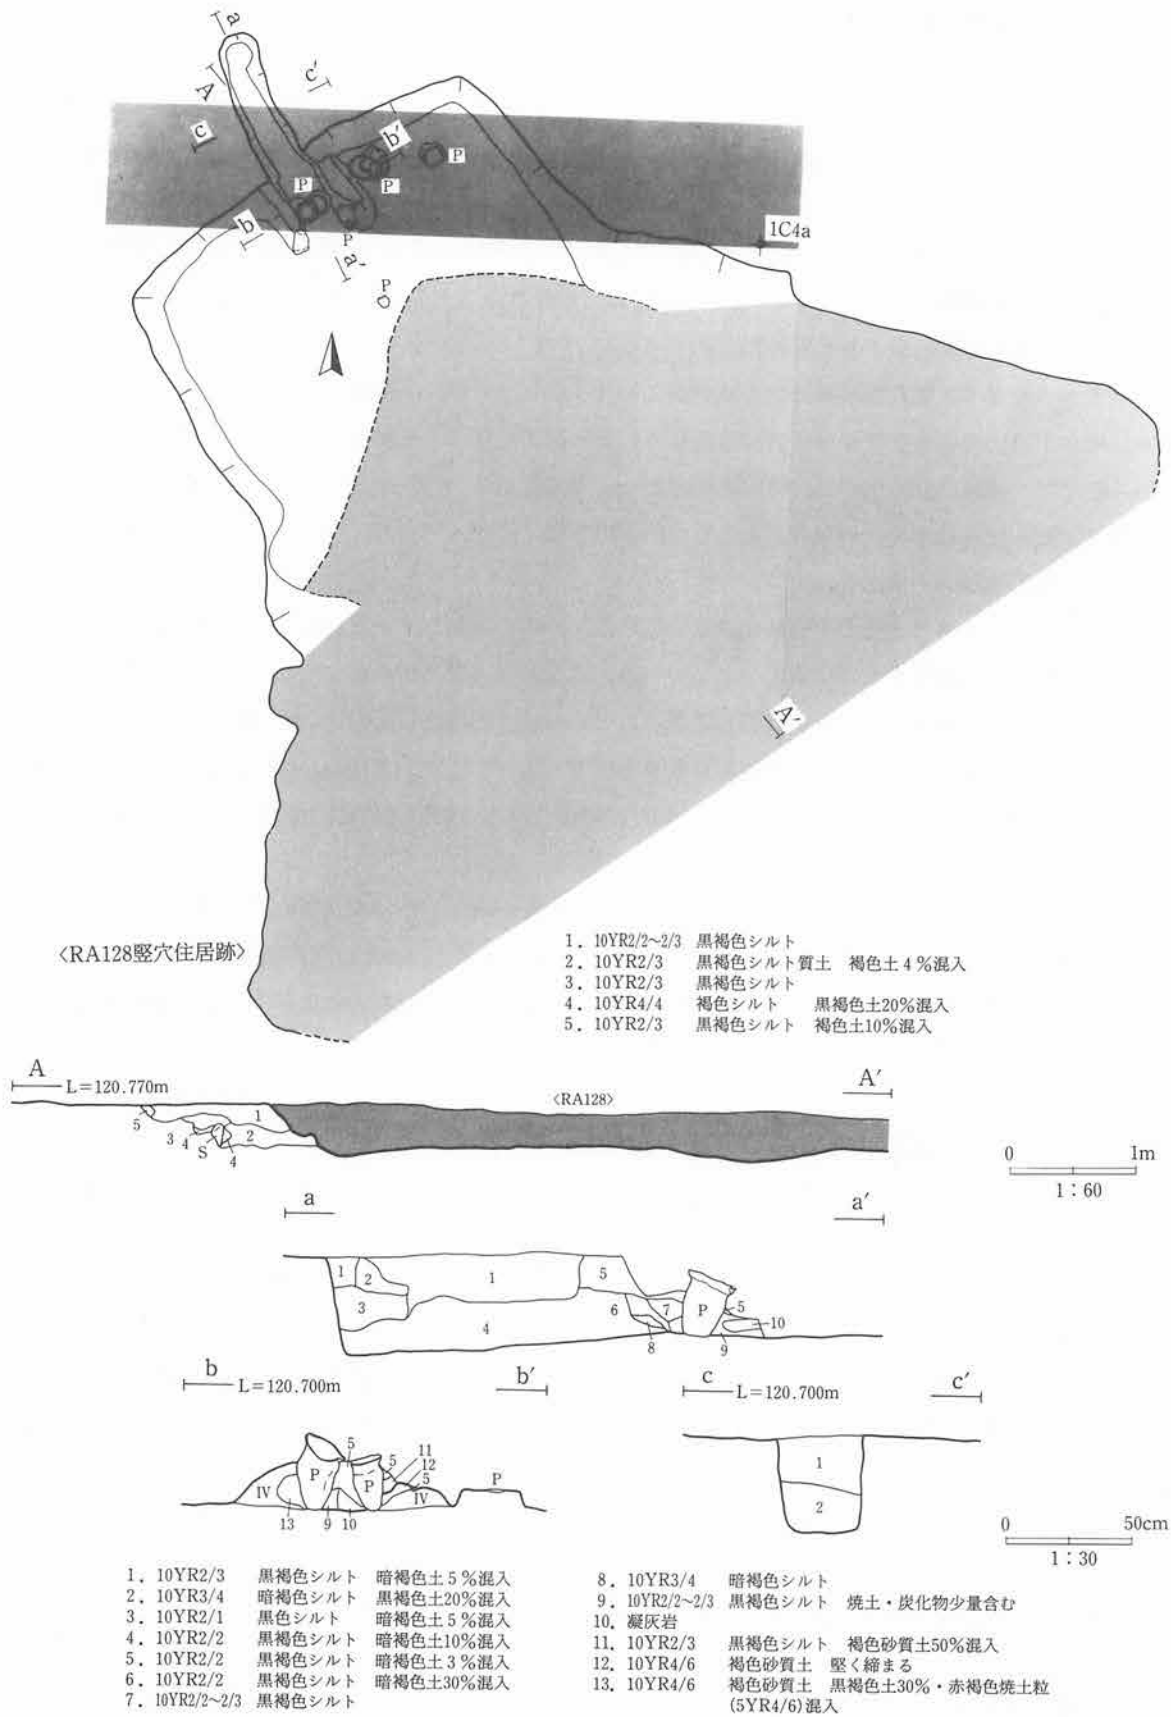 a
A
c'
c
b'
P
P
P
b
P
a'
1C4a
P
A'
〈RA128竪穴住居跡〉
1. 10YR2/2~2/3 黒褐色シルト
2. 10YR2/3 黒褐色シルト質土 褐色土4%混入
3. 10YR2/3 黒褐色シルト
4. 10YR4/4 褐色シルト 黒褐色土20%混入
5. 10YR2/3 黒褐色シルト 褐色土10%混入
A L=120.770m 〈RA128〉 A'
1
5 3 4 2
S 4
0 1m
1:60
a a'
1 2 1 5
3 6 7 P 5
4 10
8 9
b L=120.700m b'
c L=120.700m c'
5 5 11
12
P P 5 P
IV IV
13 9 10
1
2
0 50cm
1:30
1. 10YR2/3 黒褐色シルト 暗褐色土5%混入
2. 10YR3/4 暗褐色シルト 黒褐色土20%混入
3. 10YR2/1 黒色シルト 暗褐色土5%混入
4. 10YR2/2 黒褐色シルト 暗褐色土10%混入
5. 10YR2/2 黒褐色シルト 暗褐色土3%混入
6. 10YR2/2 黒褐色シルト 暗褐色土30%混入
7. 10YR2/2~2/3 黒褐色シルト
8. 10YR3/4 暗褐色シルト
9. 10YR2/2~2/3 黒褐色シルト 焼土・炭化物少量含む
10. 凝灰岩
11. 10YR2/3 黒褐色シルト 褐色砂質土50%混入
12. 10YR4/6 褐色砂質土 堅く締まる
13. 10YR4/6 褐色砂質土 黒褐色土30%・赤褐色焼土粒
(5YR4/6)混入